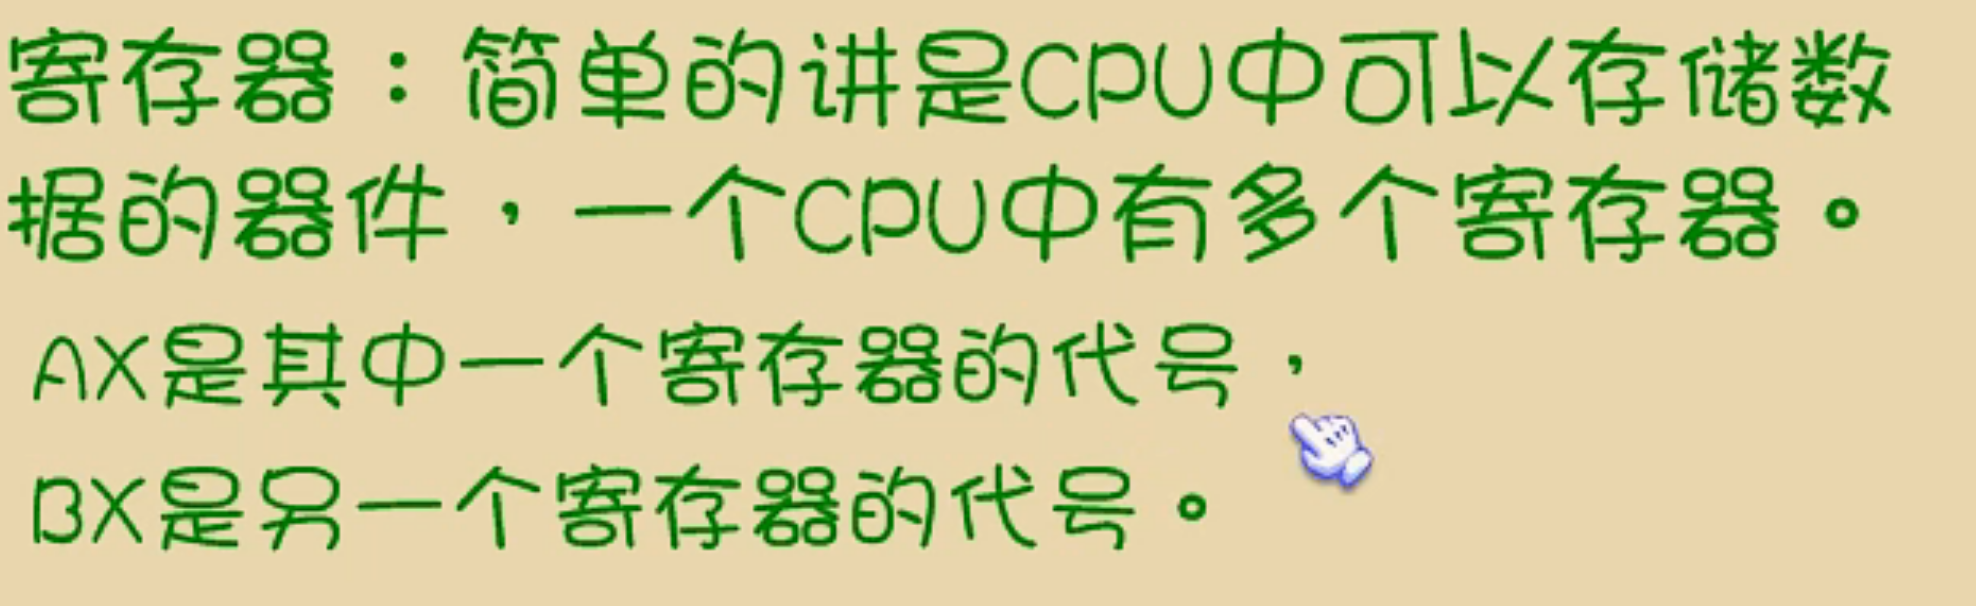 寄存器：简单的讲是CPU中可以存储数
据的器件，一个CPU中有多个寄存器。
AX是其中一个寄存器的代号，
BX是另一个寄存器的代号。